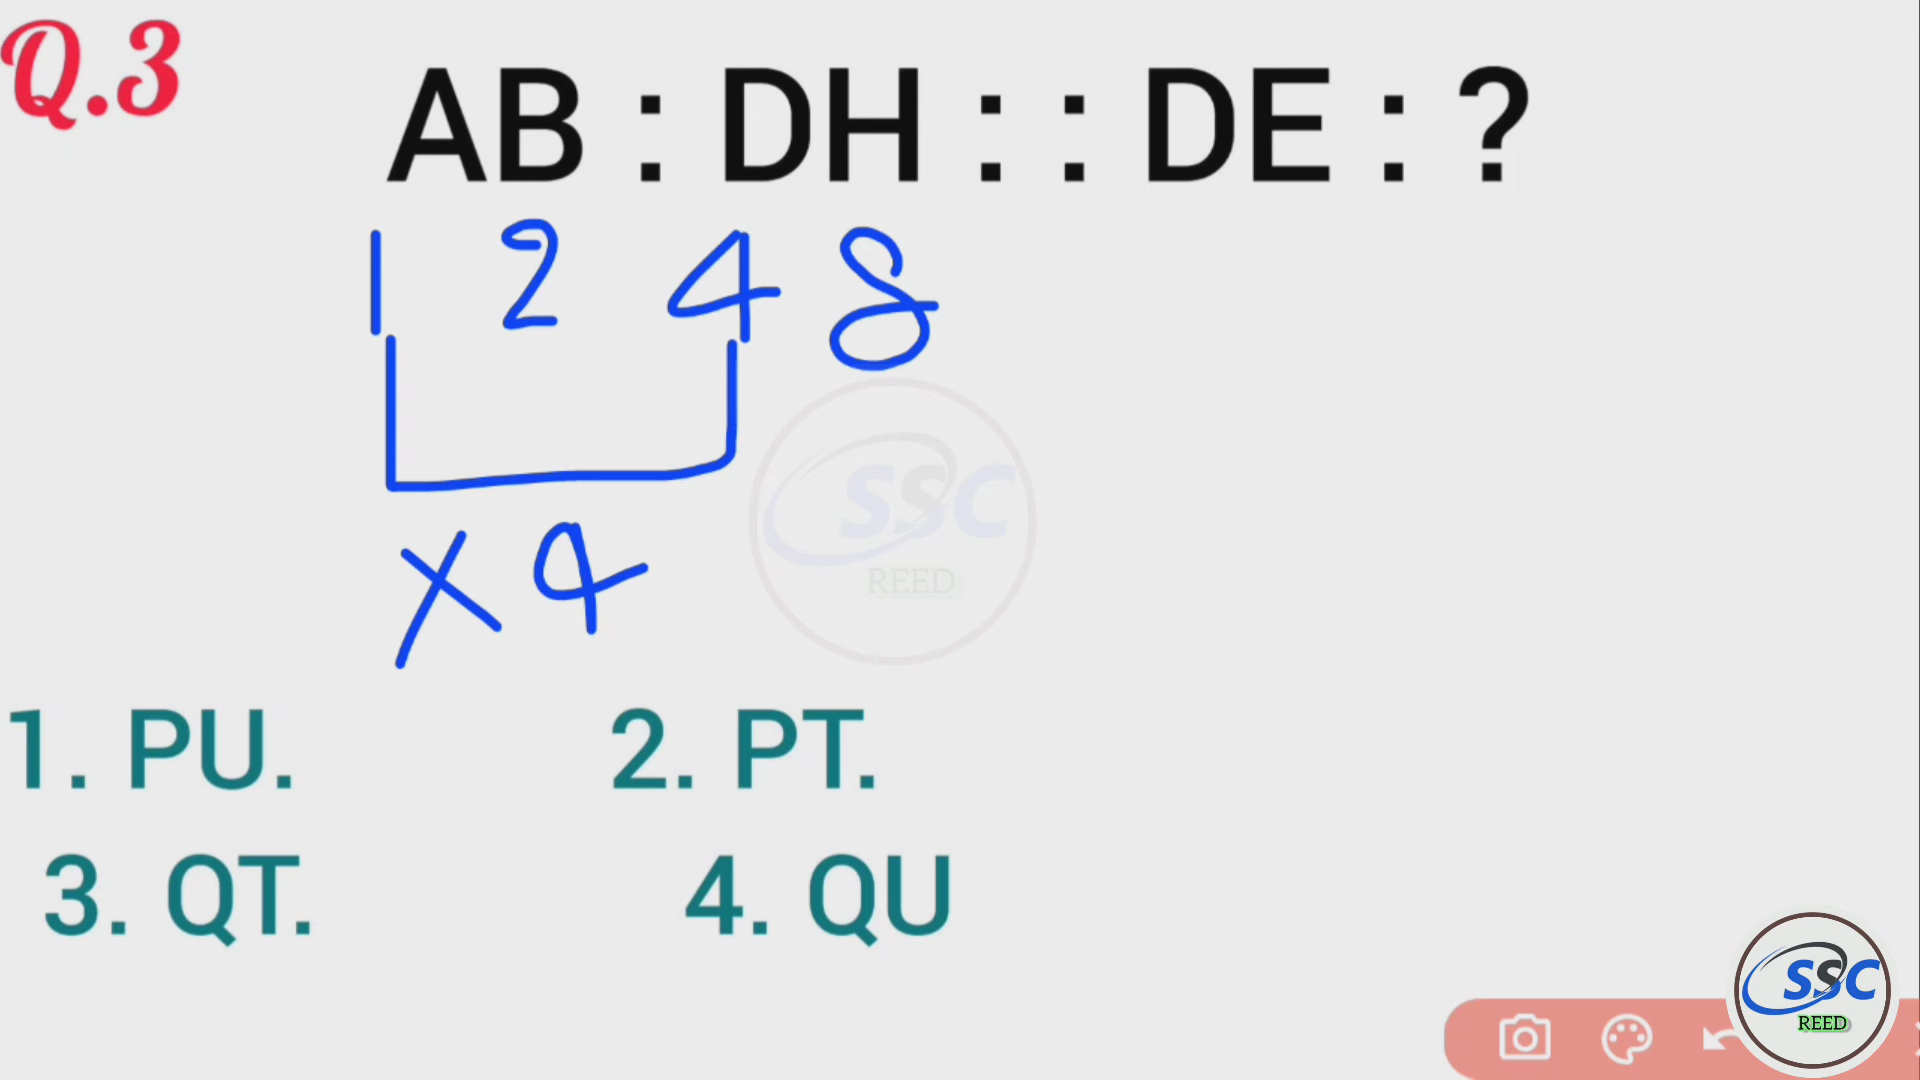 Q.3
AB : DH : : DE : ?
1 2 4 8
x 4
SSC
REED
1. PU. 2. PT.
3. QT. 4. QU
SSC
REED